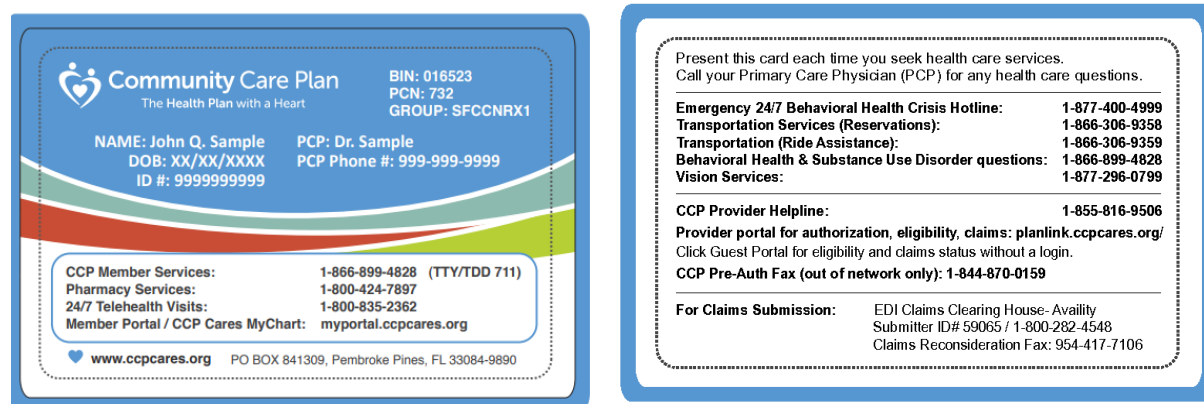 Community Care Plan
The Health Plan with a Heart
BIN: 016523
PCN: 732
GROUP: SFCCNRX1
NAME: John Q. Sample
DOB: XX/XX/XXXX
ID #: 9999999999
PCP: Dr. Sample
PCP Phone #: 999-999-9999
CCP Member Services: 1-866-899-4828 (TTY/TDD 711)
Pharmacy Services: 1-800-424-7897
24/7 Telehealth Visits: 1-800-835-2362
Member Portal / CCP Cares MyChart: myportal.ccpcares.org
www.ccpcares.org PO BOX 841309, Pembroke Pines, FL 33084-9890
Present this card each time you seek health care services.
Call your Primary Care Physician (PCP) for any health care questions.
Emergency 24/7 Behavioral Health Crisis Hotline: 1-877-400-4999
Transportation Services (Reservations): 1-866-306-9358
Transportation (Ride Assistance): 1-866-306-9359
Behavioral Health & Substance Use Disorder questions: 1-866-899-4828
Vision Services: 1-877-296-0799
CCP Provider Helpline: 1-855-816-9506
Provider portal for authorization, eligibility, claims: planlink.ccpcares.org/
Click Guest Portal for eligibility and claims status without a login.
CCP Pre-Auth Fax (out of network only): 1-844-870-0159
For Claims Submission: EDI Claims Clearing House- Availity
Submitter ID# 59065 / 1-800-282-4548
Claims Reconsideration Fax: 954-417-7106